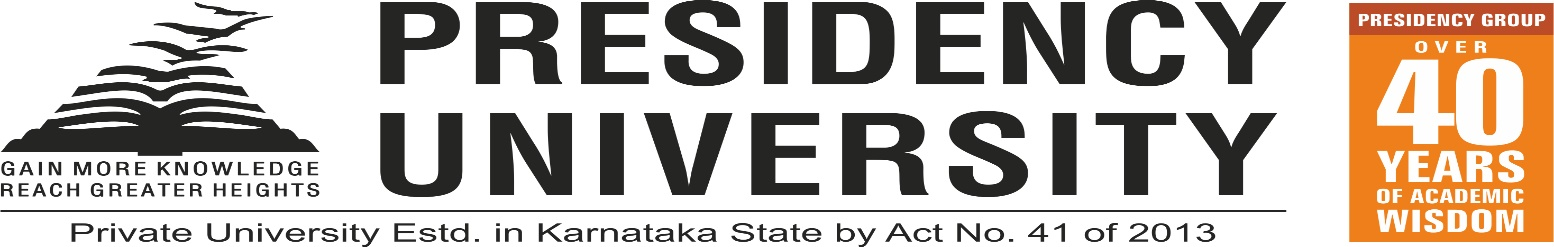 GAIN MORE KNOWLEDGE
REACH GREATER HEIGHTS
PRESIDENCY
UNIVERSITY
Private University Estd. in Karnataka State by Act No. 41 of 2013
PRESIDENCY GROUP
OVER
40
YEARS
OF ACADEMIC
WISDOM